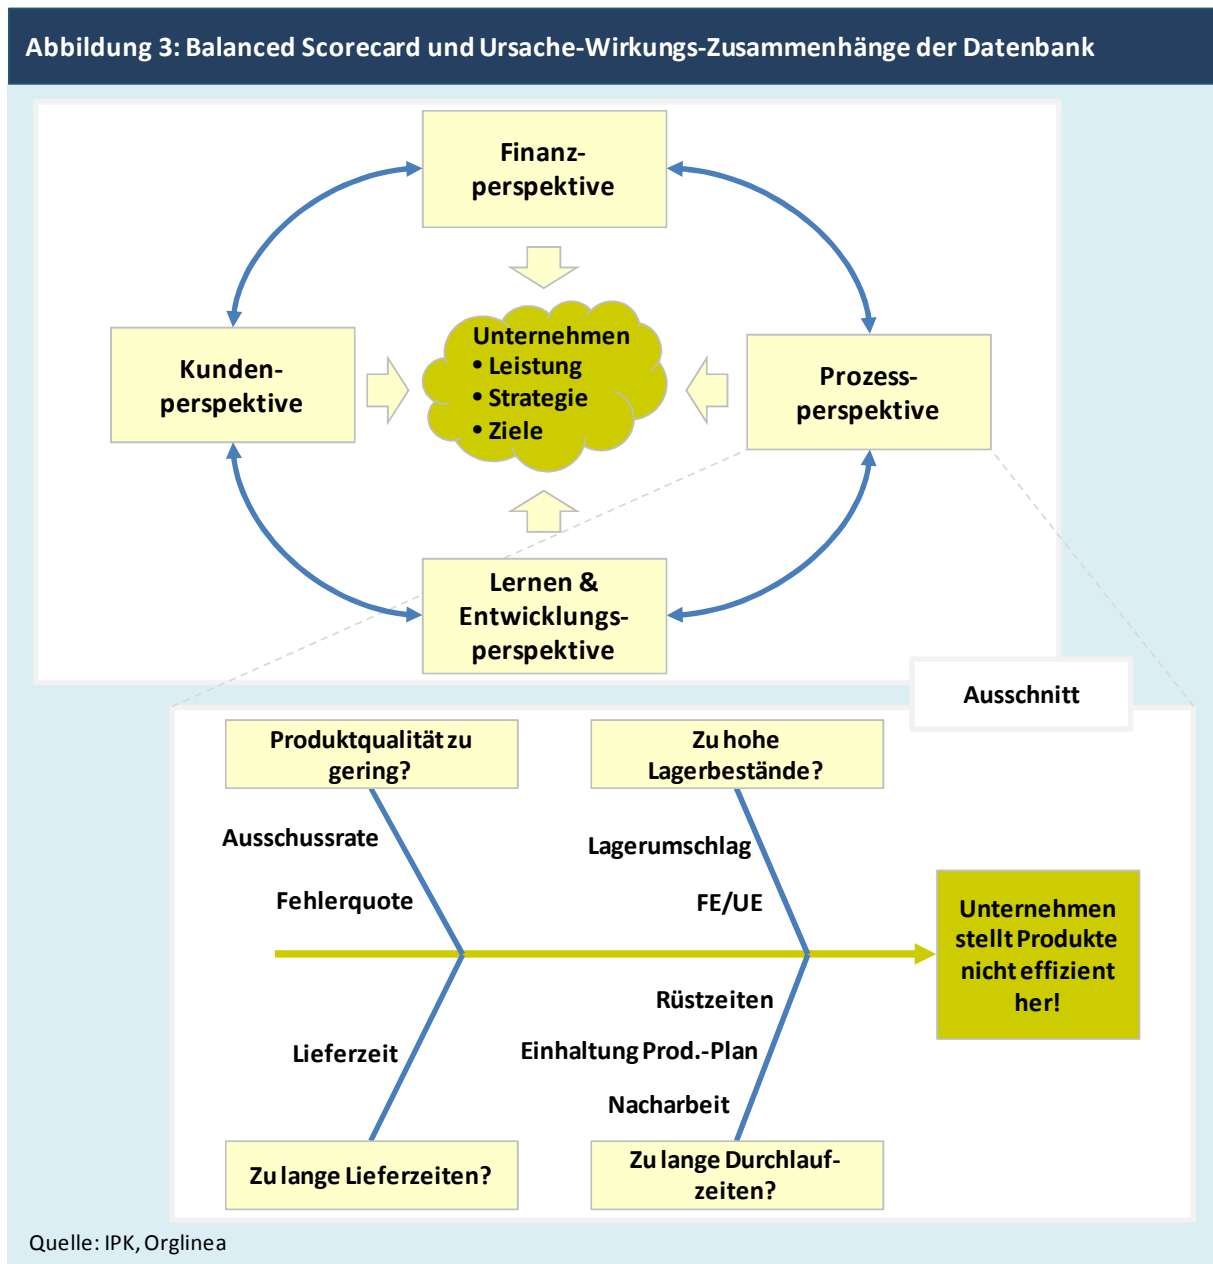 Abbildung 3: Balanced Scorecard und Ursache-Wirkungs-Zusammenhänge der Datenbank
Finanz-
perspektive
Kunden-
perspektive
Unternehmen
• Leistung
• Strategie
• Ziele
Prozess-
perspektive
Lernen &
Entwicklungs-
perspektive
Ausschnitt
Produktqualität zu
gering?
Zu hohe
Lagerbestände?
Ausschussrate
Fehlerquote
Lagerumschlag
FE/UE
Unternehmen
stellt Produkte
nicht effizient
her!
Lieferzeit
Rüstzeiten
Einhaltung Prod.-Plan
Nacharbeit
Zu lange Lieferzeiten?
Zu lange Durchlauf-
zeiten?
Quelle: IPK, Orglinea